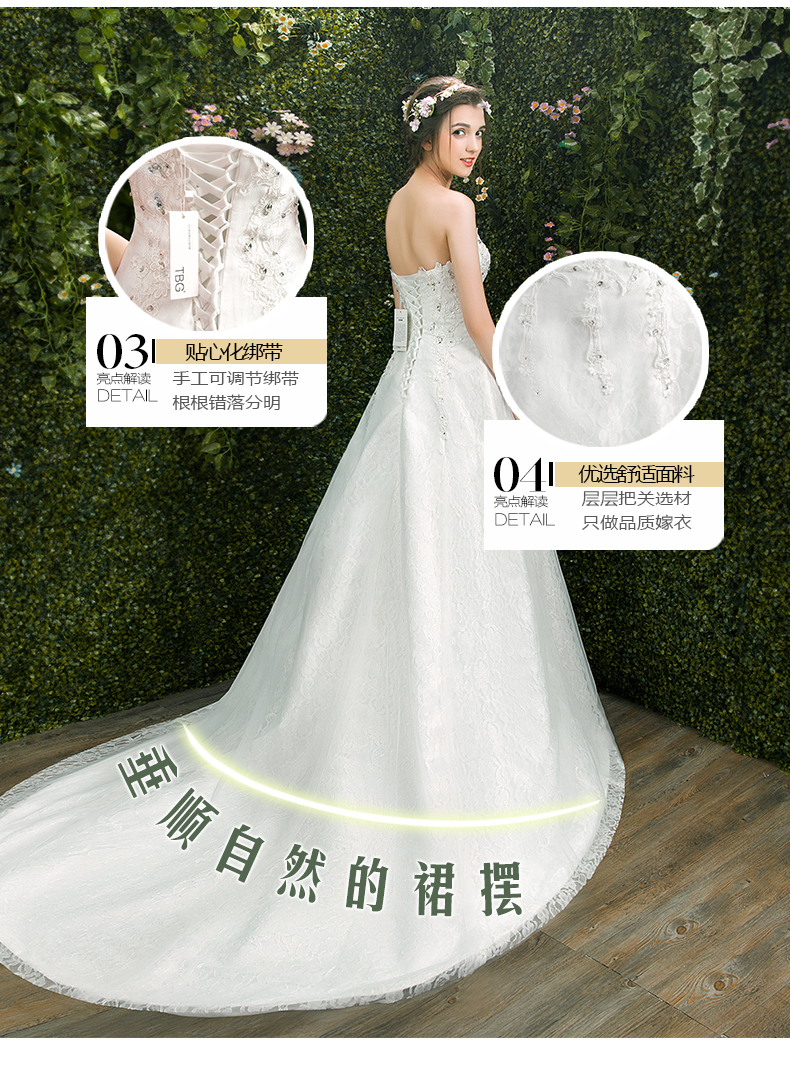 TBG
03
贴心化绑带
亮点解读
手工可调节绑带
DETAIL
根根错落分明
04
优选舒适面料
亮点解读
层层把关选材
DETAIL
只做品质嫁衣
垂顺自然的裙摆